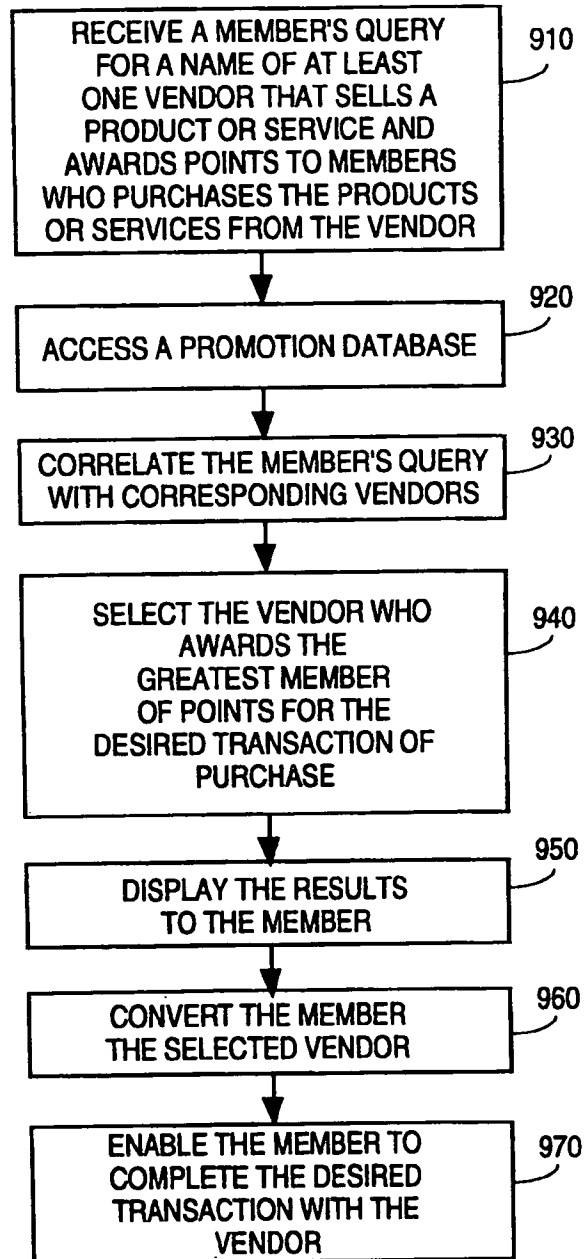 RECEIVE A MEMBER'S QUERY
FOR A NAME OF AT LEAST
ONE VENDOR THAT SELLS A
PRODUCT OR SERVICE AND
AWARDS POINTS TO MEMBERS
WHO PURCHASES THE PRODUCTS
OR SERVICES FROM THE VENDOR
910
ACCESS A PROMOTION DATABASE
920
CORRELATE THE MEMBER'S QUERY
WITH CORRESPONDING VENDORS
930
SELECT THE VENDOR WHO
AWARDS THE
GREATEST MEMBER
OF POINTS FOR THE
DESIRED TRANSACTION OF
PURCHASE
940
DISPLAY THE RESULTS
TO THE MEMBER
950
CONVERT THE MEMBER
THE SELECTED VENDOR
960
ENABLE THE MEMBER TO
COMPLETE THE DESIRED
TRANSACTION WITH THE
VENDOR
970